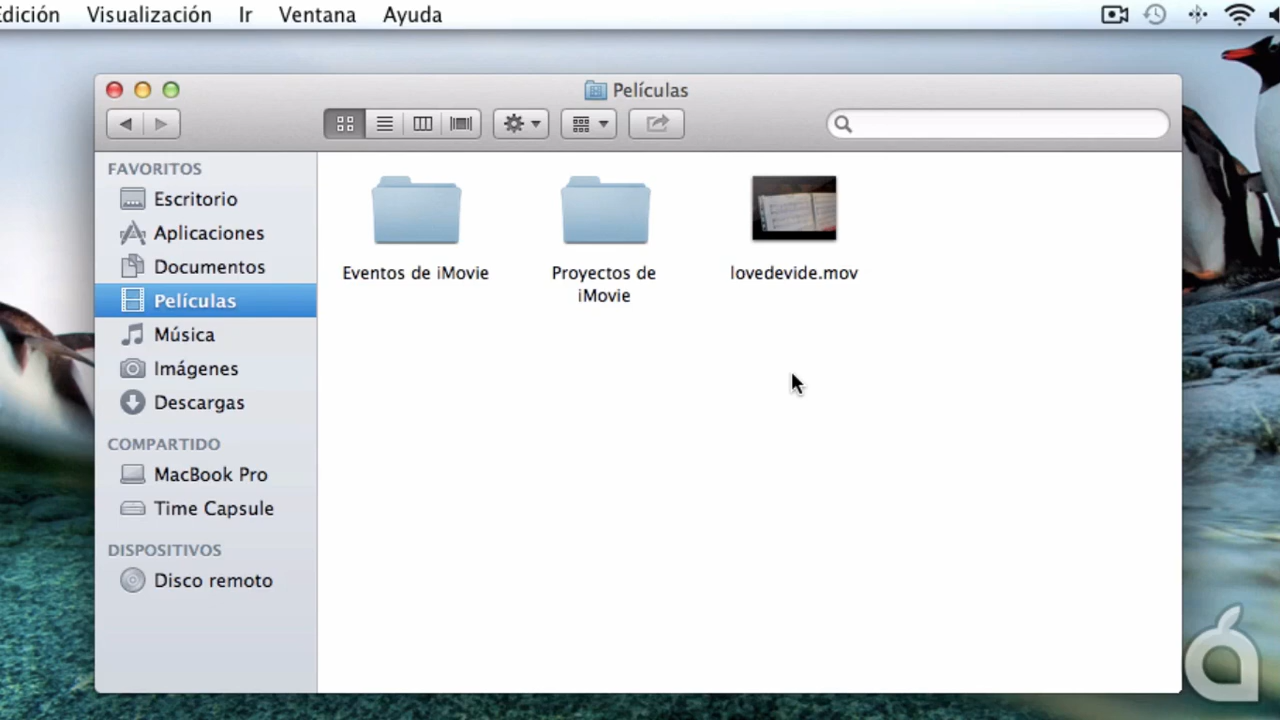 Edición Visualización Ir Ventana Ayuda
Películas
FAVORITOS
Escritorio
Aplicaciones
Documentos
Películas
Música
Imágenes
Descargas
COMPARTIDO
MacBook Pro
Time Capsule
DISPOSITIVOS
Disco remoto
Eventos de iMovie
Proyectos de
iMovie
lovedevide.mov